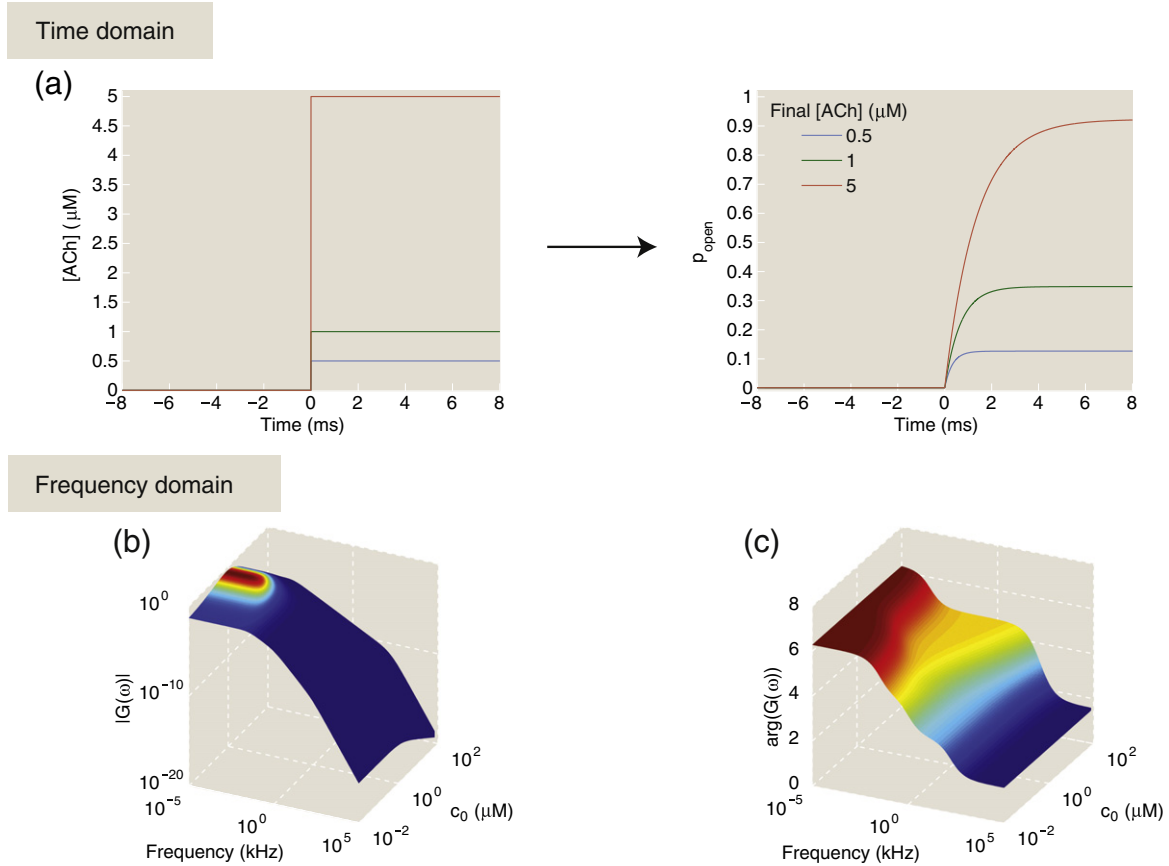 Time domain
(a)
5
4.5
4
3.5
3
2.5
2
1.5
1
0.5
0
[ACh] (μM)
−8 −6 −4 −2 0 2 4 6 8
Time (ms)
1
0.9
0.8
0.7
0.6
0.5
0.4
0.3
0.2
0.1
0
p_open
Final [ACh] (μM)
0.5
1
5
−8 −6 −4 −2 0 2 4 6 8
Time (ms)
Frequency domain
(b)
10^0
10^−10
10^−20
|G(ω)|
10^−5 10^0 10^5
Frequency (kHz)
10^−2 10^0 10^2
c_0 (μM)
(c)
8
6
4
2
0
arg(G(ω))
10^−5 10^0 10^5
Frequency (kHz)
10^−2 10^0 10^2
c_0 (μM)